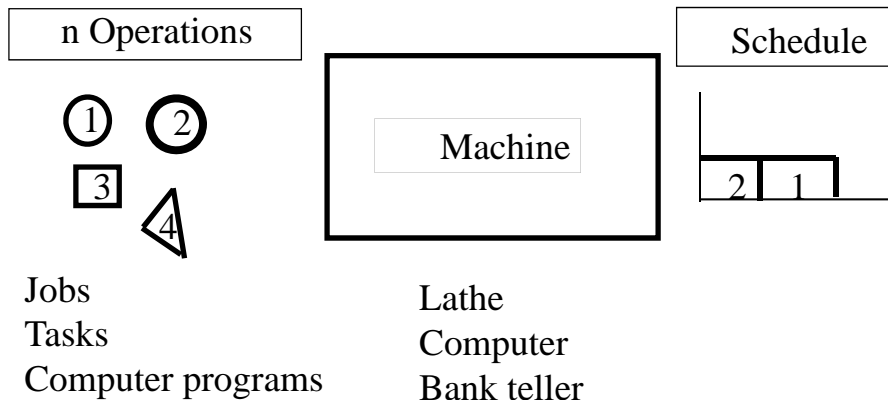 n Operations
1
2
3
4
Jobs
Tasks
Computer programs
Machine
Lathe
Computer
Bank teller
Schedule
2 1